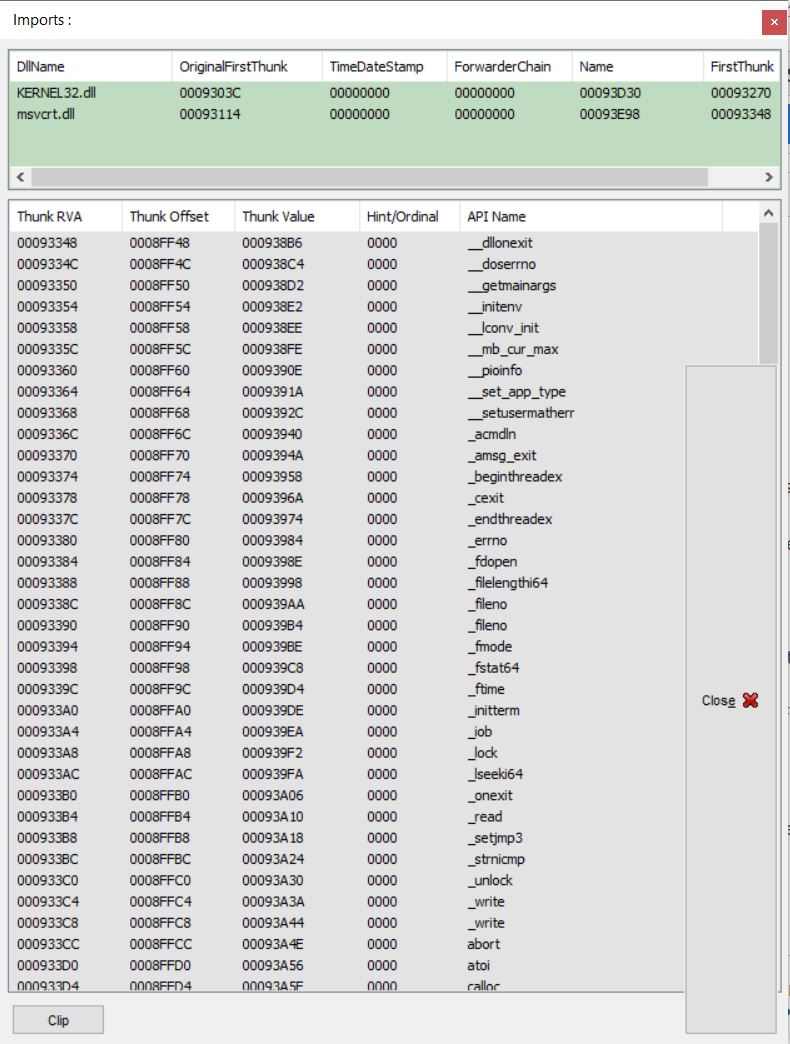 Imports :
DllName OriginalFirstThunk TimeDateStamp ForwarderChain Name FirstThunk
KERNEL32.dll 0009303C 00000000 00000000 00093D30 00093270
msvcrt.dll 00093114 00000000 00000000 00093E98 00093348
Thunk RVA Thunk Offset Thunk Value Hint/Ordinal API Name
00093348 0008FF48 000938B6 0000 __dllonexit
0009334C 0008FF4C 000938C4 0000 __doserrno
00093350 0008FF50 000938D2 0000 __getmainargs
00093354 0008FF54 000938E2 0000 __initenv
00093358 0008FF58 000938EE 0000 __lconv_init
0009335C 0008FF5C 000938FE 0000 __mb_cur_max
00093360 0008FF60 0009390E 0000 __pioinfo
00093364 0008FF64 0009391A 0000 __set_app_type
00093368 0008FF68 0009392C 0000 __setusermatherr
0009336C 0008FF6C 00093940 0000 _acmdln
00093370 0008FF70 0009394A 0000 _amsg_exit
00093374 0008FF74 00093958 0000 _beginthreadex
00093378 0008FF78 0009396A 0000 _cexit
0009337C 0008FF7C 00093974 0000 _endthreadex
00093380 0008FF80 00093984 0000 _errno
00093384 0008FF84 0009398E 0000 _fdopen
00093388 0008FF88 00093998 0000 _filelengthi64
0009338C 0008FF8C 000939AA 0000 _fileno
00093390 0008FF90 000939B4 0000 _fileno
00093394 0008FF94 000939BE 0000 _fmode
00093398 0008FF98 000939C8 0000 _fstat64
0009339C 0008FF9C 000939D4 0000 _ftime
000933A0 0008FFA0 000939DE 0000 _initterm
000933A4 0008FFA4 000939EA 0000 _job
000933A8 0008FFA8 000939F2 0000 _lock
000933AC 0008FFAC 000939FA 0000 _lseeki64
000933B0 0008FFB0 00093A06 0000 _onexit
000933B4 0008FFB4 00093A10 0000 _read
000933B8 0008FFB8 00093A18 0000 _setjmp3
000933BC 0008FFBC 00093A24 0000 _strnicmp
000933C0 0008FFC0 00093A30 0000 _unlock
000933C4 0008FFC4 00093A3A 0000 _write
000933C8 0008FFC8 00093A44 0000 _write
000933CC 0008FFCC 00093A4E 0000 abort
000933D0 0008FFD0 00093A56 0000 atoi
000933D4 0008FFD4 00093A5E 0000 calloc
Close
Clip